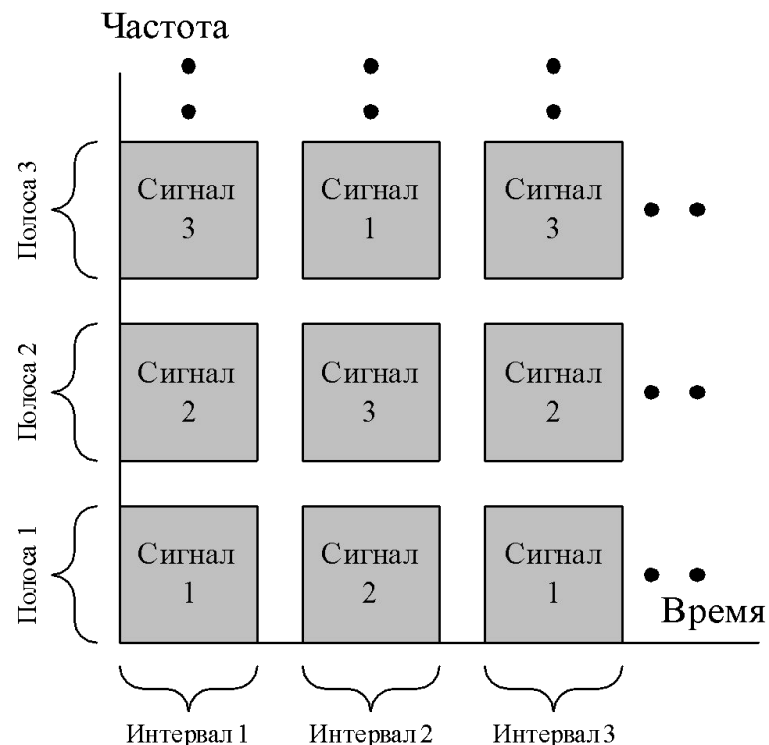 Частота
Полоса 3
Сигнал
3
Сигнал
1
Сигнал
3
Полоса 2
Сигнал
2
Сигнал
3
Сигнал
2
Полоса 1
Сигнал
1
Сигнал
2
Сигнал
1
Время
Интервал 1
Интервал 2
Интервал 3